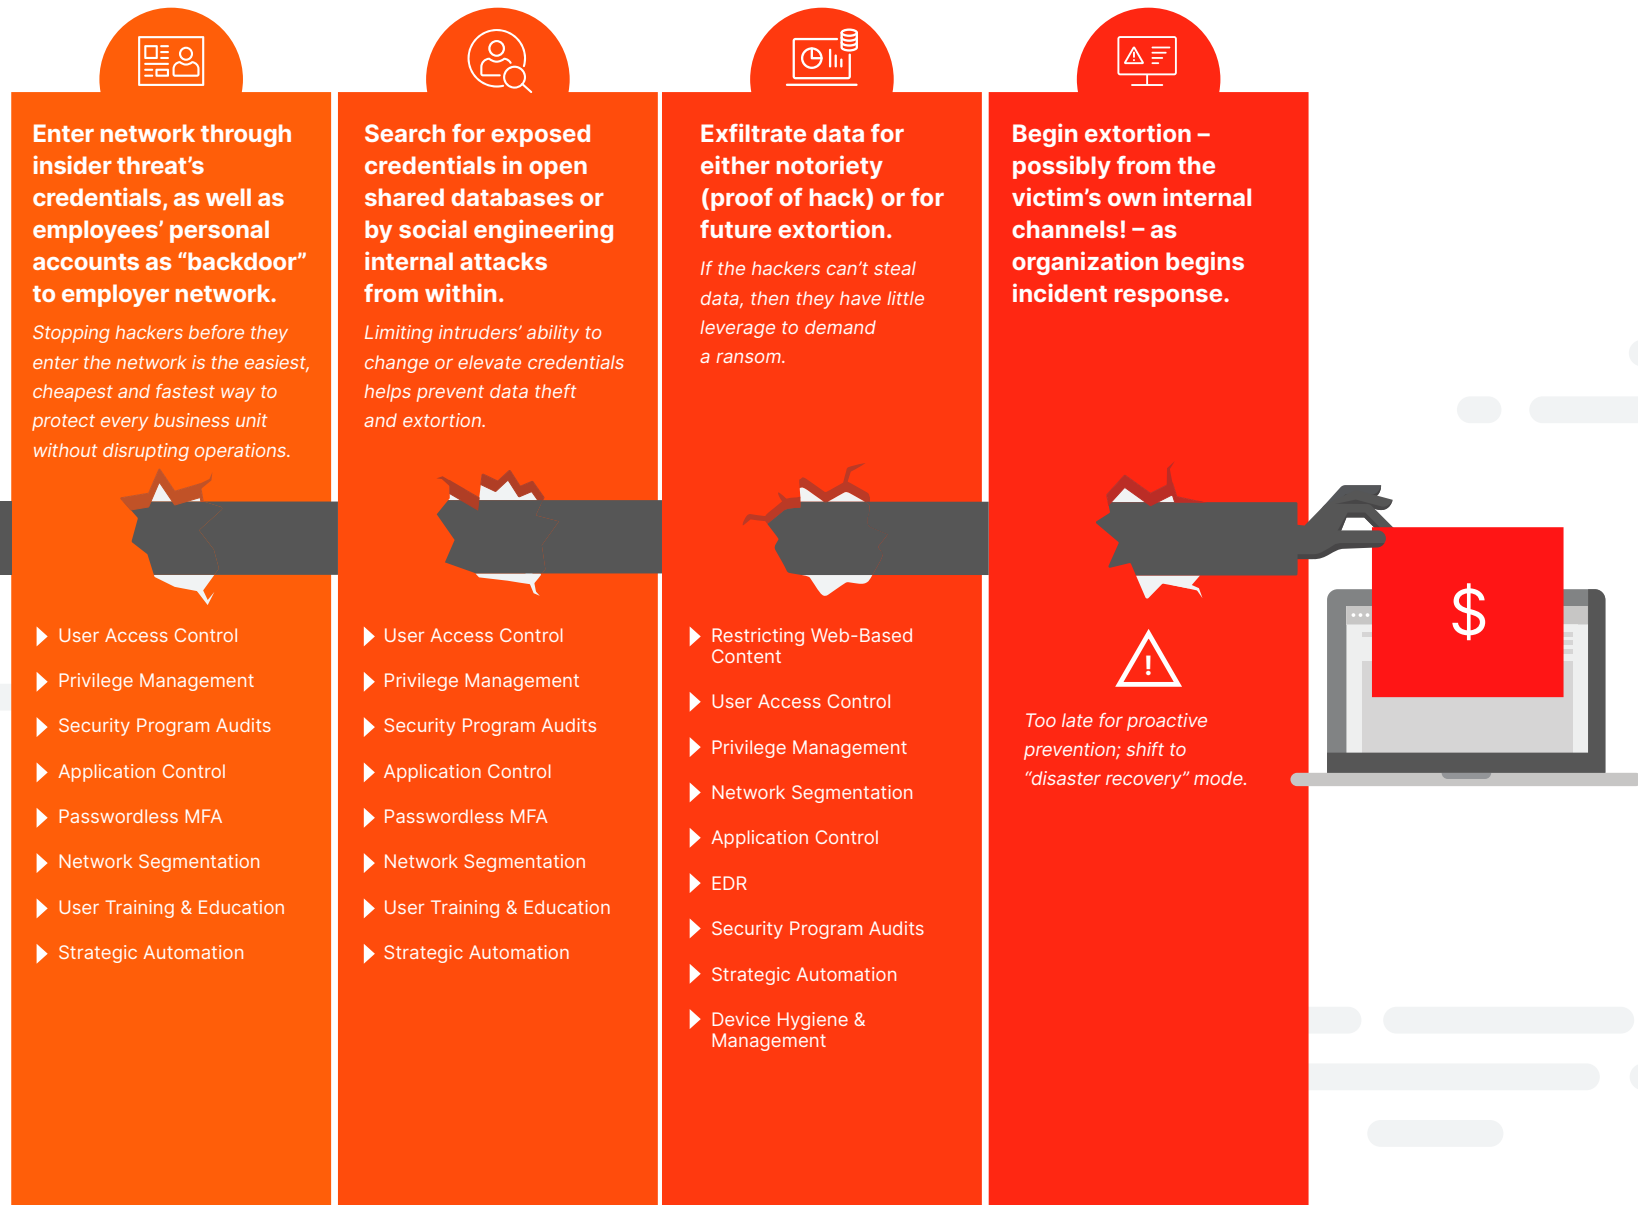 Enter network through
insider threat’s
credentials, as well as
employees’ personal
accounts as “backdoor”
to employer network.
Stopping hackers before they
enter the network is the easiest,
cheapest and fastest way to
protect every business unit
without disrupting operations.
User Access Control
Privilege Management
Security Program Audits
Application Control
Passwordless MFA
Network Segmentation
User Training & Education
Strategic Automation
Search for exposed
credentials in open
shared databases or
by social engineering
internal attacks
from within.
Limiting intruders’ ability to
change or elevate credentials
helps prevent data theft
and extortion.
User Access Control
Privilege Management
Security Program Audits
Application Control
Passwordless MFA
Network Segmentation
User Training & Education
Strategic Automation
Exfiltrate data for
either notoriety
(proof of hack) or for
future extortion.
If the hackers can’t steal
data, then they have little
leverage to demand
a ransom.
Restricting Web-Based
Content
User Access Control
Privilege Management
Network Segmentation
Application Control
EDR
Security Program Audits
Strategic Automation
Device Hygiene &
Management
Begin extortion –
possibly from the
victim’s own internal
channels! – as
organization begins
incident response.
!
Too late for proactive
prevention; shift to
“disaster recovery” mode.
$